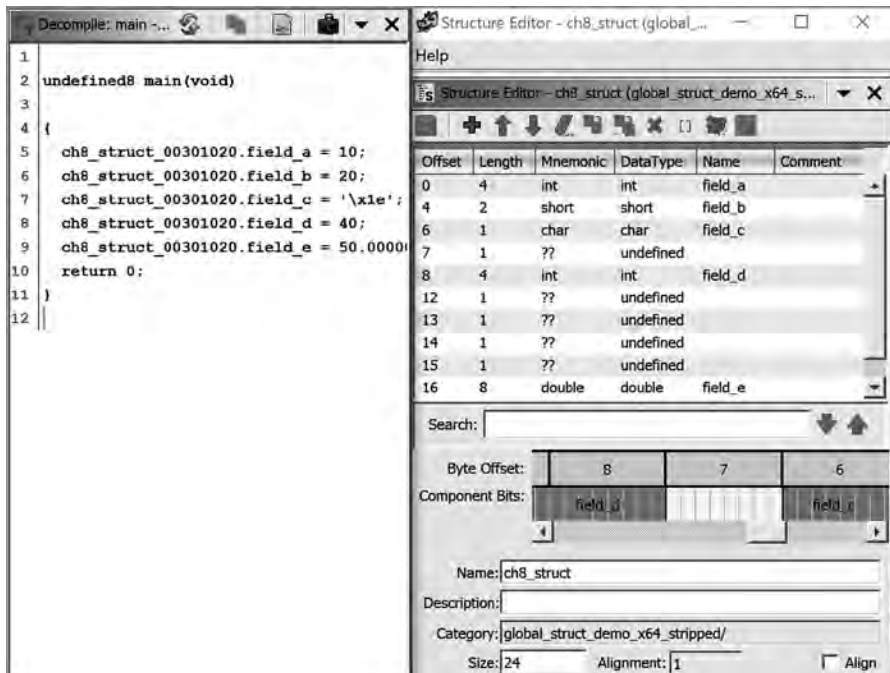 Decompile: main -...
1
2 undefined8 main(void)
3
4 {
5 ch8_struct_00301020.field_a = 10;
6 ch8_struct_00301020.field_b = 20;
7 ch8_struct_00301020.field_c = '\x1e';
8 ch8_struct_00301020.field_d = 40;
9 ch8_struct_00301020.field_e = 50.0000
10 return 0;
11 }
12
Structure Editor - ch8_struct (global_...
Help
Structure Editor - ch8_struct (global_struct_demo_x64_s...
Offset Length Mnemonic DataType Name Comment
0 4 int int field_a
4 2 short short field_b
6 1 char char field_c
7 1 ?? undefined
8 4 int int field_d
12 1 ?? undefined
13 1 ?? undefined
14 1 ?? undefined
15 1 ?? undefined
16 8 double double field_e
Search:
Byte Offset: 8 7 6
Component Bits: field_d field_c
Name: ch8_struct
Description:
Category: global_struct_demo_x64_stripped/
Size: 24 Alignment: 1 Align